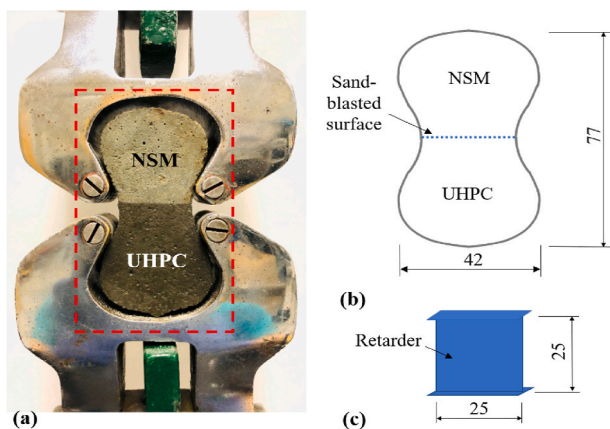 NSM
UHPC
(a)
NSM
Sand-
blasted
surface
UHPC
77
42
(b)
Retarder
25
25
(c)